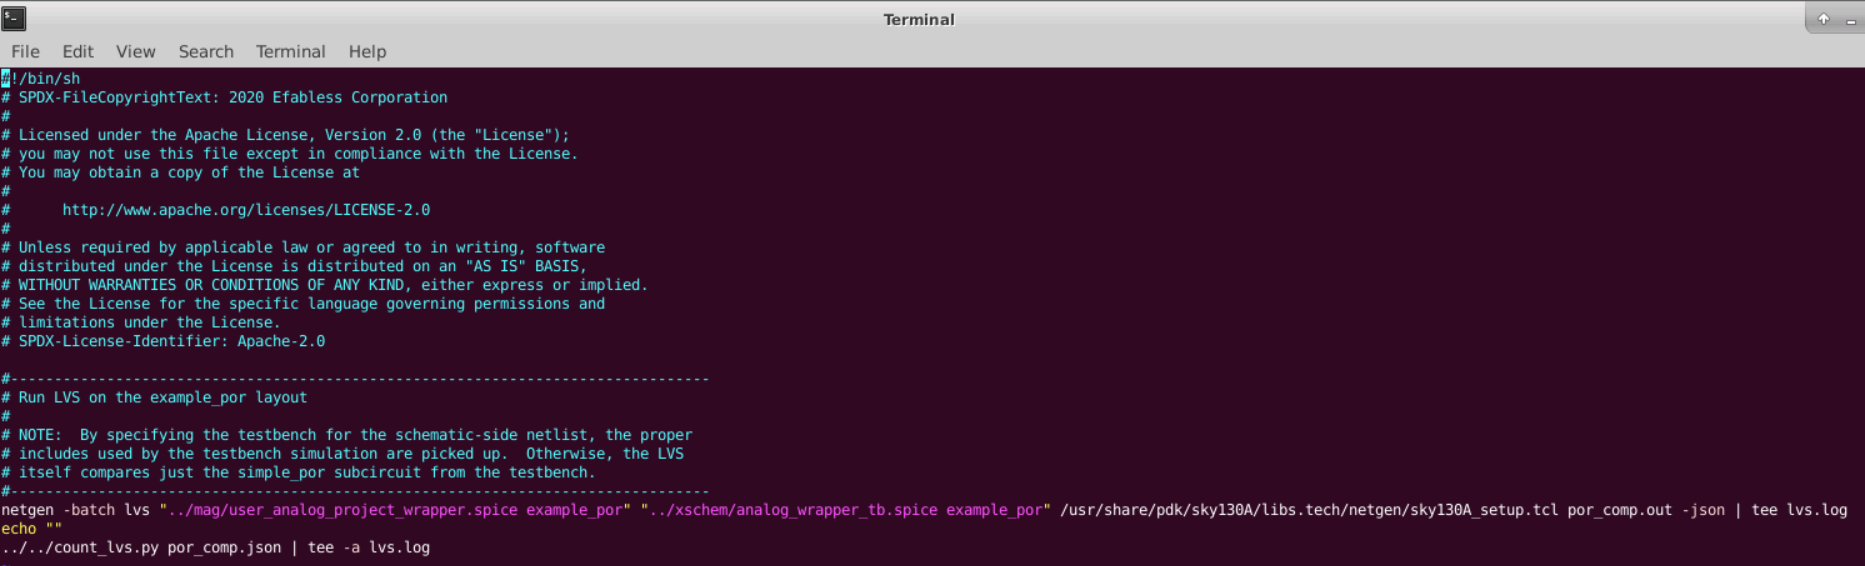 Terminal
File Edit View Search Terminal Help
#!/bin/sh
# SPDX-FileCopyrightText: 2020 Efabless Corporation
#
# Licensed under the Apache License, Version 2.0 (the "License");
# you may not use this file except in compliance with the License.
# You may obtain a copy of the License at
#
#      http://www.apache.org/licenses/LICENSE-2.0
#
# Unless required by applicable law or agreed to in writing, software
# distributed under the License is distributed on an "AS IS" BASIS,
# WITHOUT WARRANTIES OR CONDITIONS OF ANY KIND, either express or implied.
# See the License for the specific language governing permissions and
# limitations under the License.
# SPDX-License-Identifier: Apache-2.0
#--------------------------------------------------------------------------------
# Run LVS on the example_por layout
#
# NOTE:  By specifying the testbench for the schematic-side netlist, the proper
# includes used by the testbench simulation are picked up.  Otherwise, the LVS
# itself compares just the simple_por subcircuit from the testbench.
#--------------------------------------------------------------------------------
netgen -batch lvs "../mag/user_analog_project_wrapper.spice example_por" "../xschem/analog_wrapper_tb.spice example_por" /usr/share/pdk/sky130A/libs.tech/netgen/sky130A_setup.tcl por_comp.out -json | tee lvs.log
echo ""
../../count_lvs.py por_comp.json | tee -a lvs.log